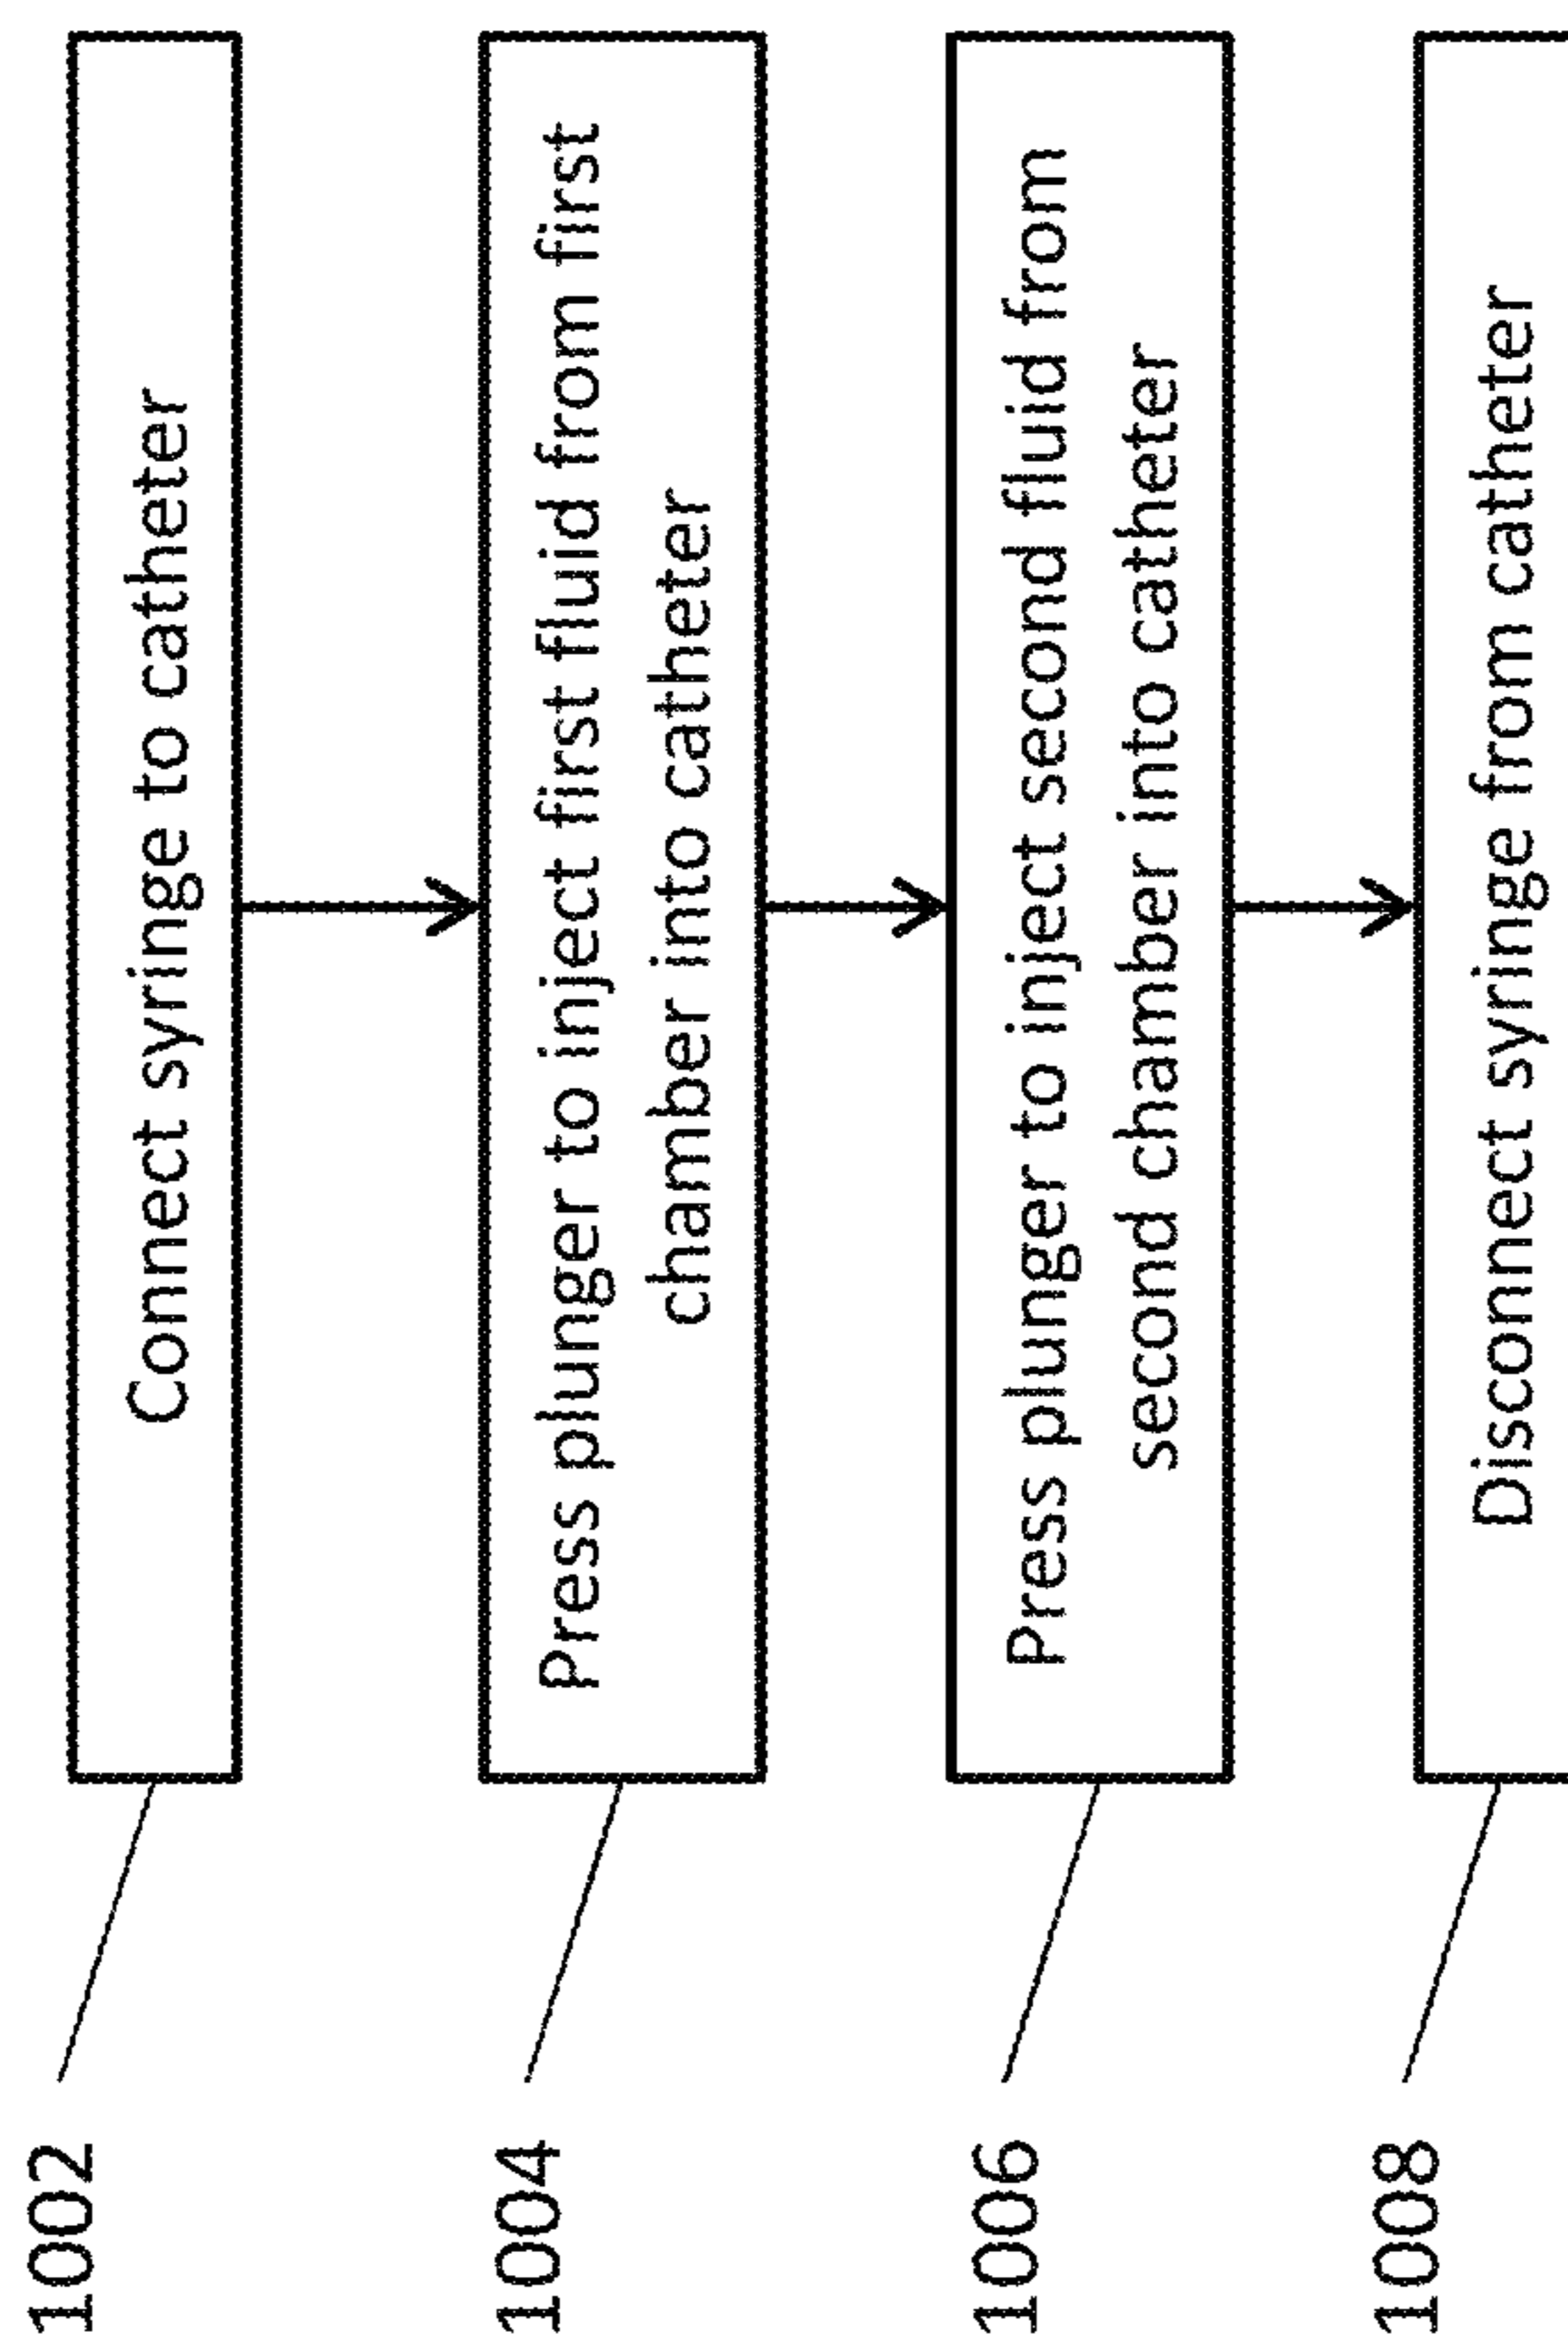 1002
Connect syringe to catheter
1004
Press plunger to inject first fluid from first
chamber into catheter
1006
Press plunger to inject second fluid from
second chamber into catheter
1008
Disconnect syringe from catheter